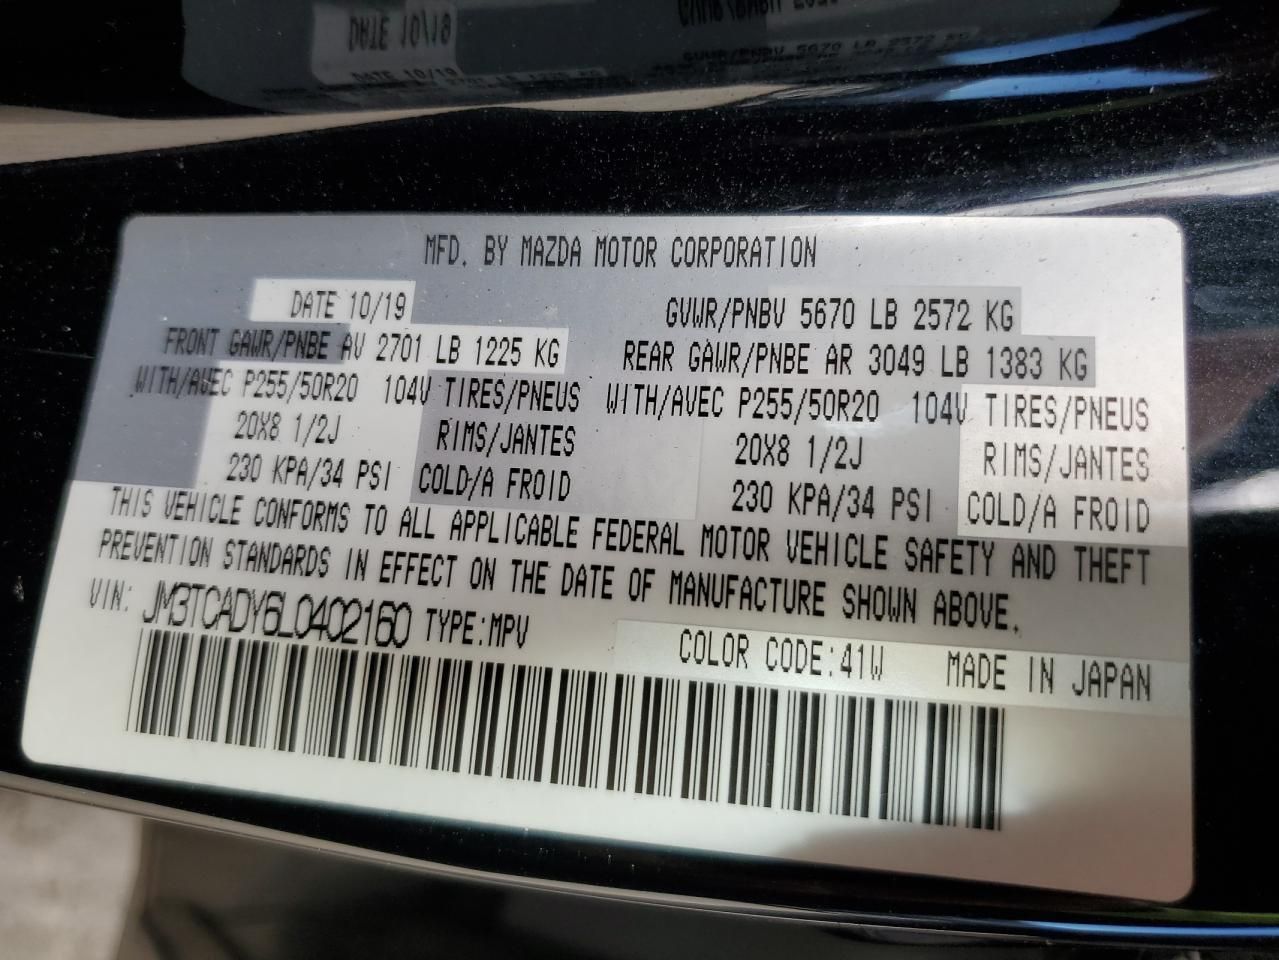 MFD. BY MAZDA MOTOR CORPORATION
DATE 10/19 GVWR/PNBV 5670 LB 2572 KG
FRONT GAWR/PNBE AV 2701 LB 1225 KG REAR GAWR/PNBE AR 3049 LB 1383 KG
WITH/AVEC P255/50R20 104V TIRES/PNEUS WITH/AVEC P255/50R20 104V TIRES/PNEUS
20X8 1/2J RIMS/JANTES 20X8 1/2J RIMS/JANTES
230 KPA/34 PSI COLD/A FROID 230 KPA/34 PSI COLD/A FROID
THIS VEHICLE CONFORMS TO ALL APPLICABLE FEDERAL MOTOR VEHICLE SAFETY AND THEFT
PREVENTION STANDARDS IN EFFECT ON THE DATE OF MANUFACTURE SHOWN ABOVE.
VIN: JM3TCADY6L0402160 TYPE:MPV
COLOR CODE:41W MADE IN JAPAN